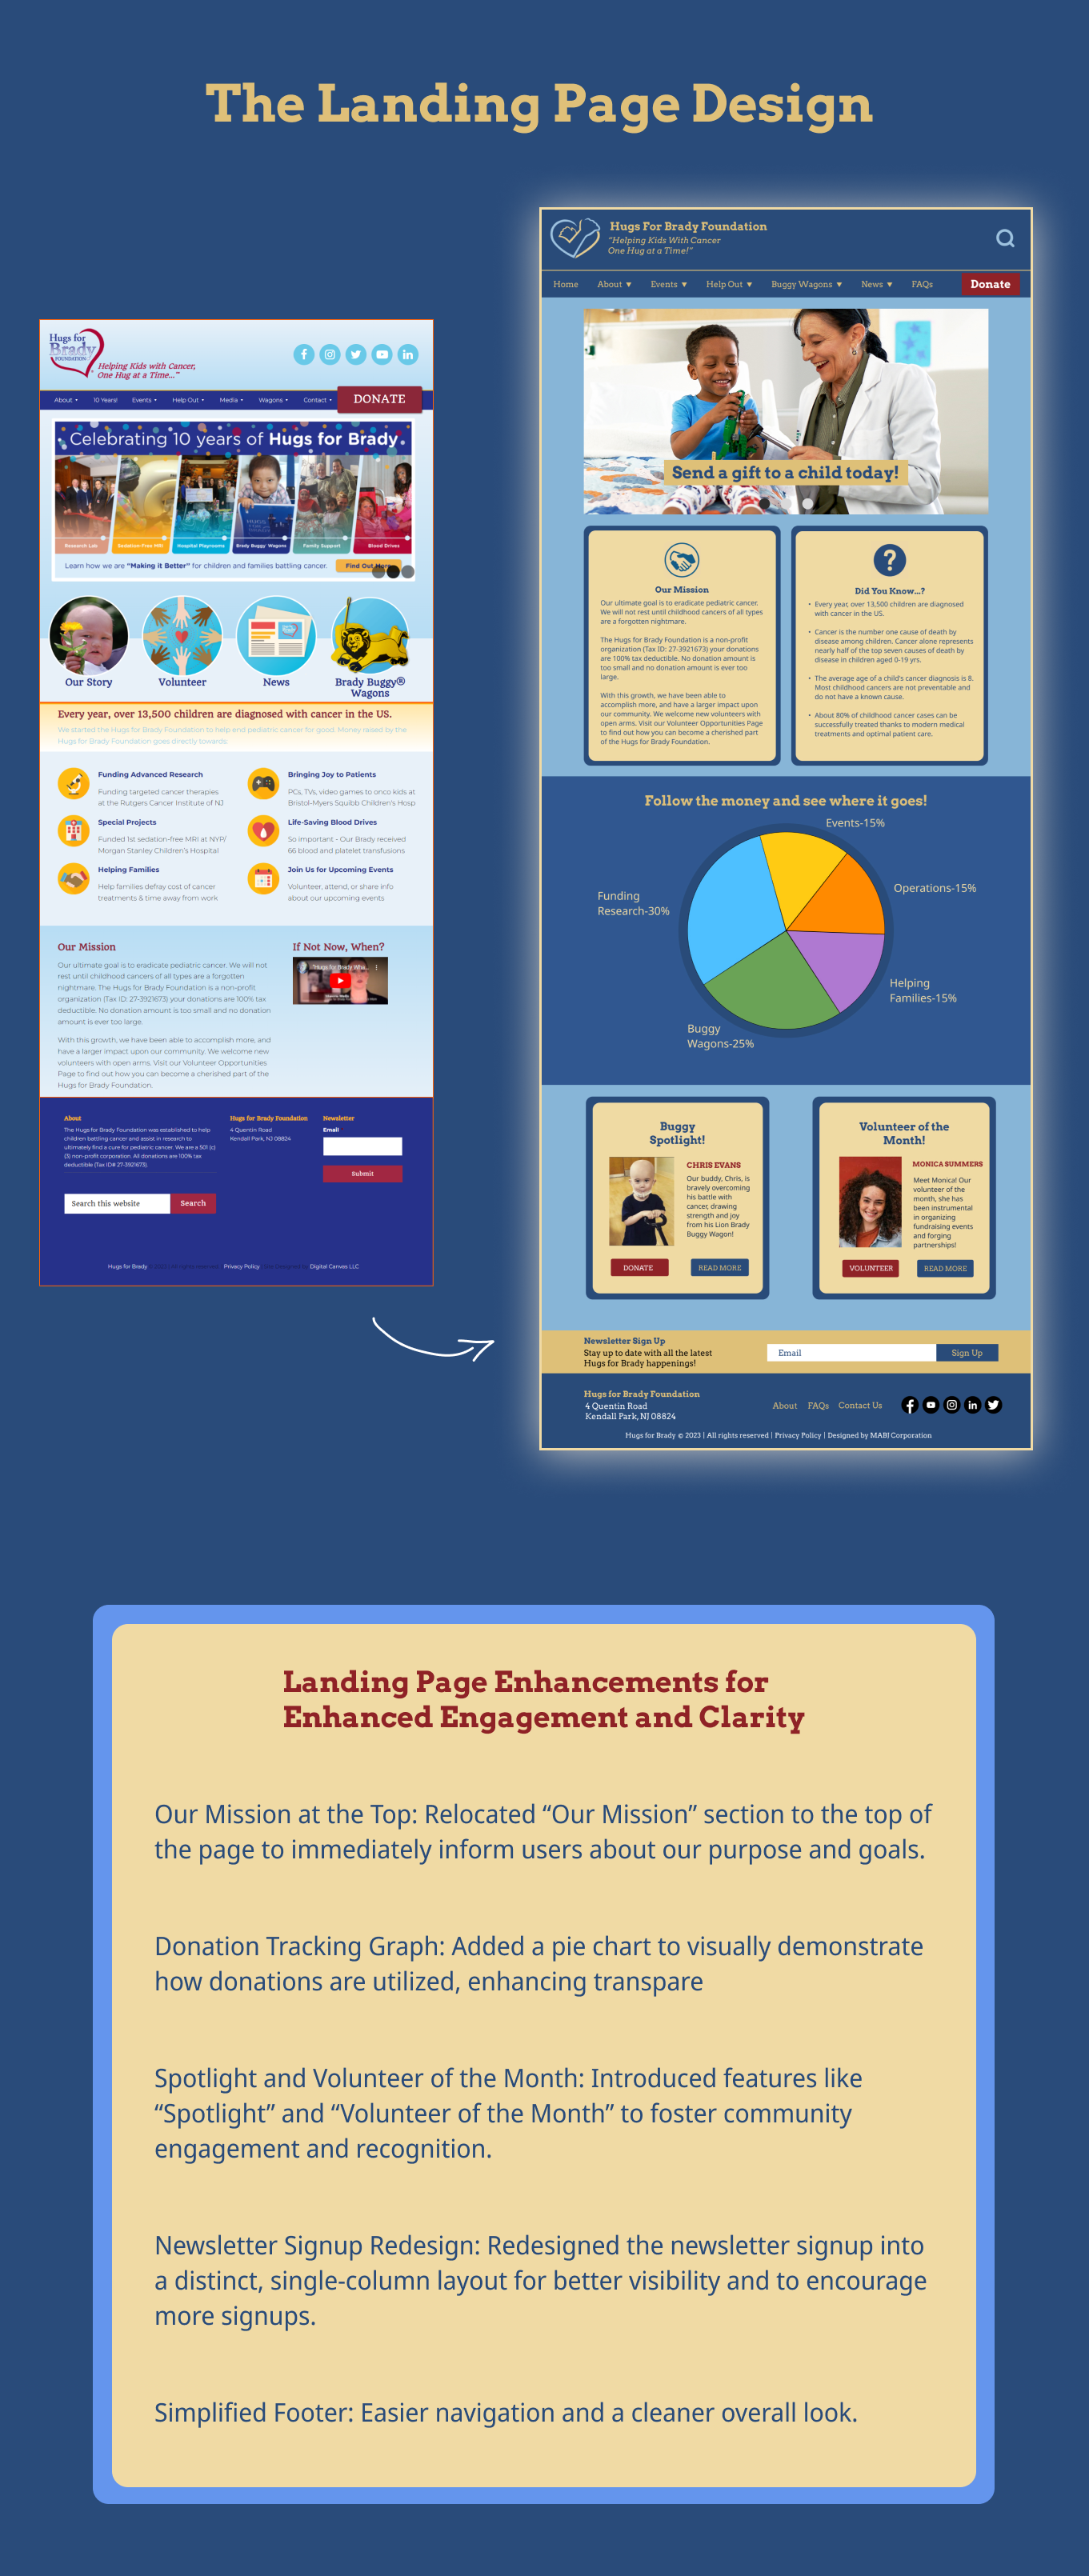 The Landing Page Design
Hugs for
Brady
FOUNDATION
Helping Kids with Cancer,
One Hug at a Time..."
About
10 Years!
Events
Help Out
Media
Wagons
Contact
DONATE
Celebrating 10 years of Hugs for Brady
Research Lab
Sedation-Free MRI
Hospital Playrooms
Brady Buggy Wagons
Family Support
Blood Drives
Learn how we are "Making it Better" for children and families battling cancer.
Find Out
Our Story
Volunteer
News
Brady Buggy®
Wagons
Every year, over 13,500 children are diagnosed with cancer in the US.
We started the Hugs for Brady Foundation to help end pediatric cancer for good. Money raised by the
Hugs for Brady Foundation goes directly towards:
Funding Advanced Research
Funding targeted cancer therapies
at the Rutgers Cancer Institute of NJ
Bringing Joy to Patients
PCs, TVs, video games to onco kids at
Bristol-Myers Squibb Children's Hosp
Special Projects
Funded 1st sedation-free MRI at NYP/
Morgan Stanley Children's Hospital
Life-Saving Blood Drives
So important - Our Brady received
66 blood and platelet transfusions
Helping Families
Help families defray cost of cancer
treatments & time away from work
Join Us for Upcoming Events
Volunteer, attend, or share info
about our upcoming events
Our Mission
Our ultimate goal is to eradicate pediatric cancer. We will not
rest until childhood cancers of all types are a forgotten
nightmare. The Hugs for Brady Foundation is a non-profit
organization (Tax ID: 27-3921673) your donations are 100% tax
deductible. No donation amount is too small and no donation
amount is ever too large.
With this growth, we have been able to accomplish more, and
have a larger impact upon our community. We welcome new
volunteers with open arms. Visit our Volunteer Opportunities
Page to find out how you can become a cherished part of the
Hugs for Brady Foundation.
If Not Now, When?
About
The Hugs for Brady Foundation was established to help
children battling cancer and assist in research to
ultimately find a cure for pediatric cancer. We are a 501 (c)
(3) non-profit corporation. All donations are 100% tax
deductible (Tax ID# 27-3921673)
Hugs for Brady Foundation
4 Quentin Road
Kendall Park, NJ 08824
Newsletter
Email
Submit
Search this website
Search
Hugs for Brady
Privacy Policy
Digital Canvas LLC
Hugs For Brady Foundation
"Helping Kids With Cancer
One Hug at a Time!"
Home
About
Events
Help Out
Buggy Wagons
News
FAQs
Donate
Send a gift to a child today!
Our Mission
Our ultimate goal is to eradicate pediatric cancer.
We will not rest until childhood cancers of all types
are a forgotten nightmare.
The Hugs for Brady Foundation is a non-profit
organization (Tax ID: 27-3921673) your donations
are 100% tax deductible. No donation amount is
too small and no donation amount is ever too
large.
With this growth, we have been able to
accomplish more, and have a larger impact upon
our community. We welcome new volunteers with
open arms. Visit our Volunteer Opportunities Page
to find out how you can become a cherished part
of the Hugs for Brady Foundation.
?
Did You Know...?
• Every year, over 13,500 children are diagnosed
with cancer in the US.
• Cancer is the number one cause of death by
disease among children. Cancer alone represents
nearly half of the top seven causes of death by
disease in children aged 0-19 yrs.
• The average age of a child's cancer diagnosis is 8.
Most childhood cancers are not preventable and
do not have a known cause.
• About 80% of childhood cancer cases can be
successfully treated thanks to modern medical
treatments and optimal patient care.
Follow the money and see where it goes!
Events-15%
Operations-15%
Funding
Research-30%
Helping
Families-15%
Buggy
Wagons-25%
Buggy
Spotlight!
CHRIS EVANS
Our buddy, Chris, is
bravely overcoming
his battle with
cancer, drawing
strength and joy
from his Lion Brady
Buggy Wagon!
DONATE
READ MORE
Volunteer of the
Month!
MONICA SUMMERS
Meet Monica! Our
volunteer of the
month, she has
been instrumental
in organizing
fundraising events
and forging
partnerships!
VOLUNTEER
READ MORE
Newsletter Sign Up
Stay up to date with all the latest
Hugs for Brady happenings!
Email
Sign Up
Hugs for Brady Foundation
4 Quentin Road
Kendall Park, NJ 08824
About
FAQs
Contact Us
Hugs for Brady © 2023 | All rights reserved | Privacy Policy | Designed by MABI Corporation
Landing Page Enhancements for
Enhanced Engagement and Clarity
Our Mission at the Top: Relocated “Our Mission” section to the top of
the page to immediately inform users about our purpose and goals.
Donation Tracking Graph: Added a pie chart to visually demonstrate
how donations are utilized, enhancing transpare
Spotlight and Volunteer of the Month: Introduced features like
“Spotlight” and “Volunteer of the Month” to foster community
engagement and recognition.
Newsletter Signup Redesign: Redesigned the newsletter signup into
a distinct, single-column layout for better visibility and to encourage
more signups.
Simplified Footer: Easier navigation and a cleaner overall look.